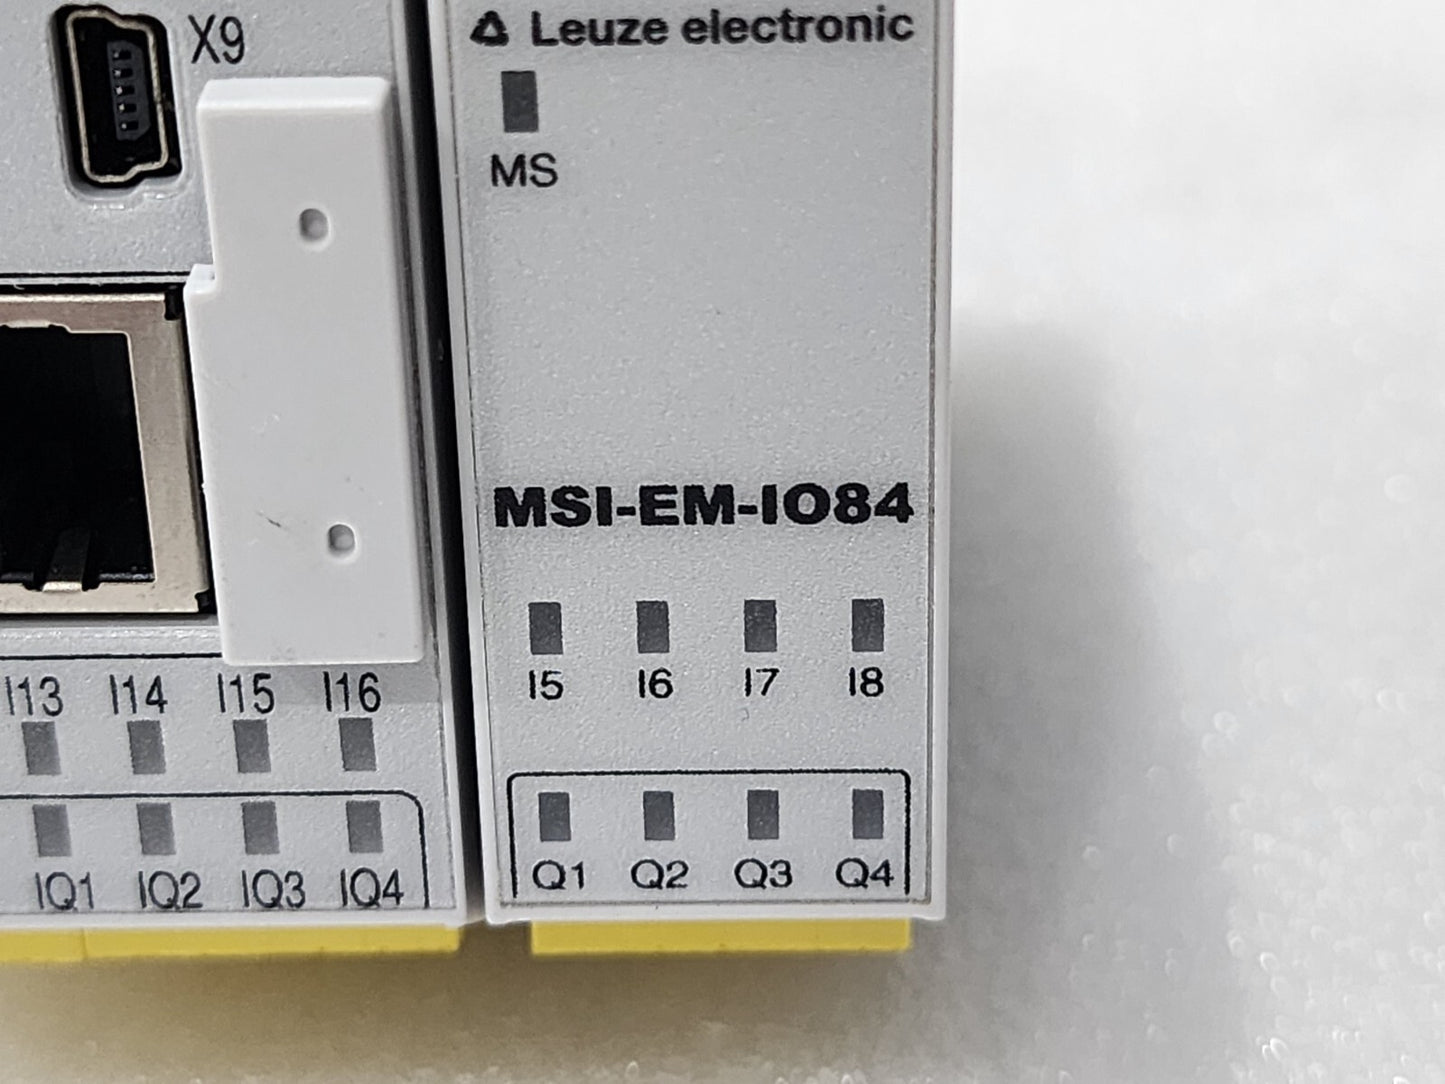 X9
Leuze electronic
MS
MSI-EM-IO84
I5 I6 I7 I8
I13 I14 I15 I16
Q1 Q2 Q3 Q4
IQ1 IQ2 IQ3 IQ4